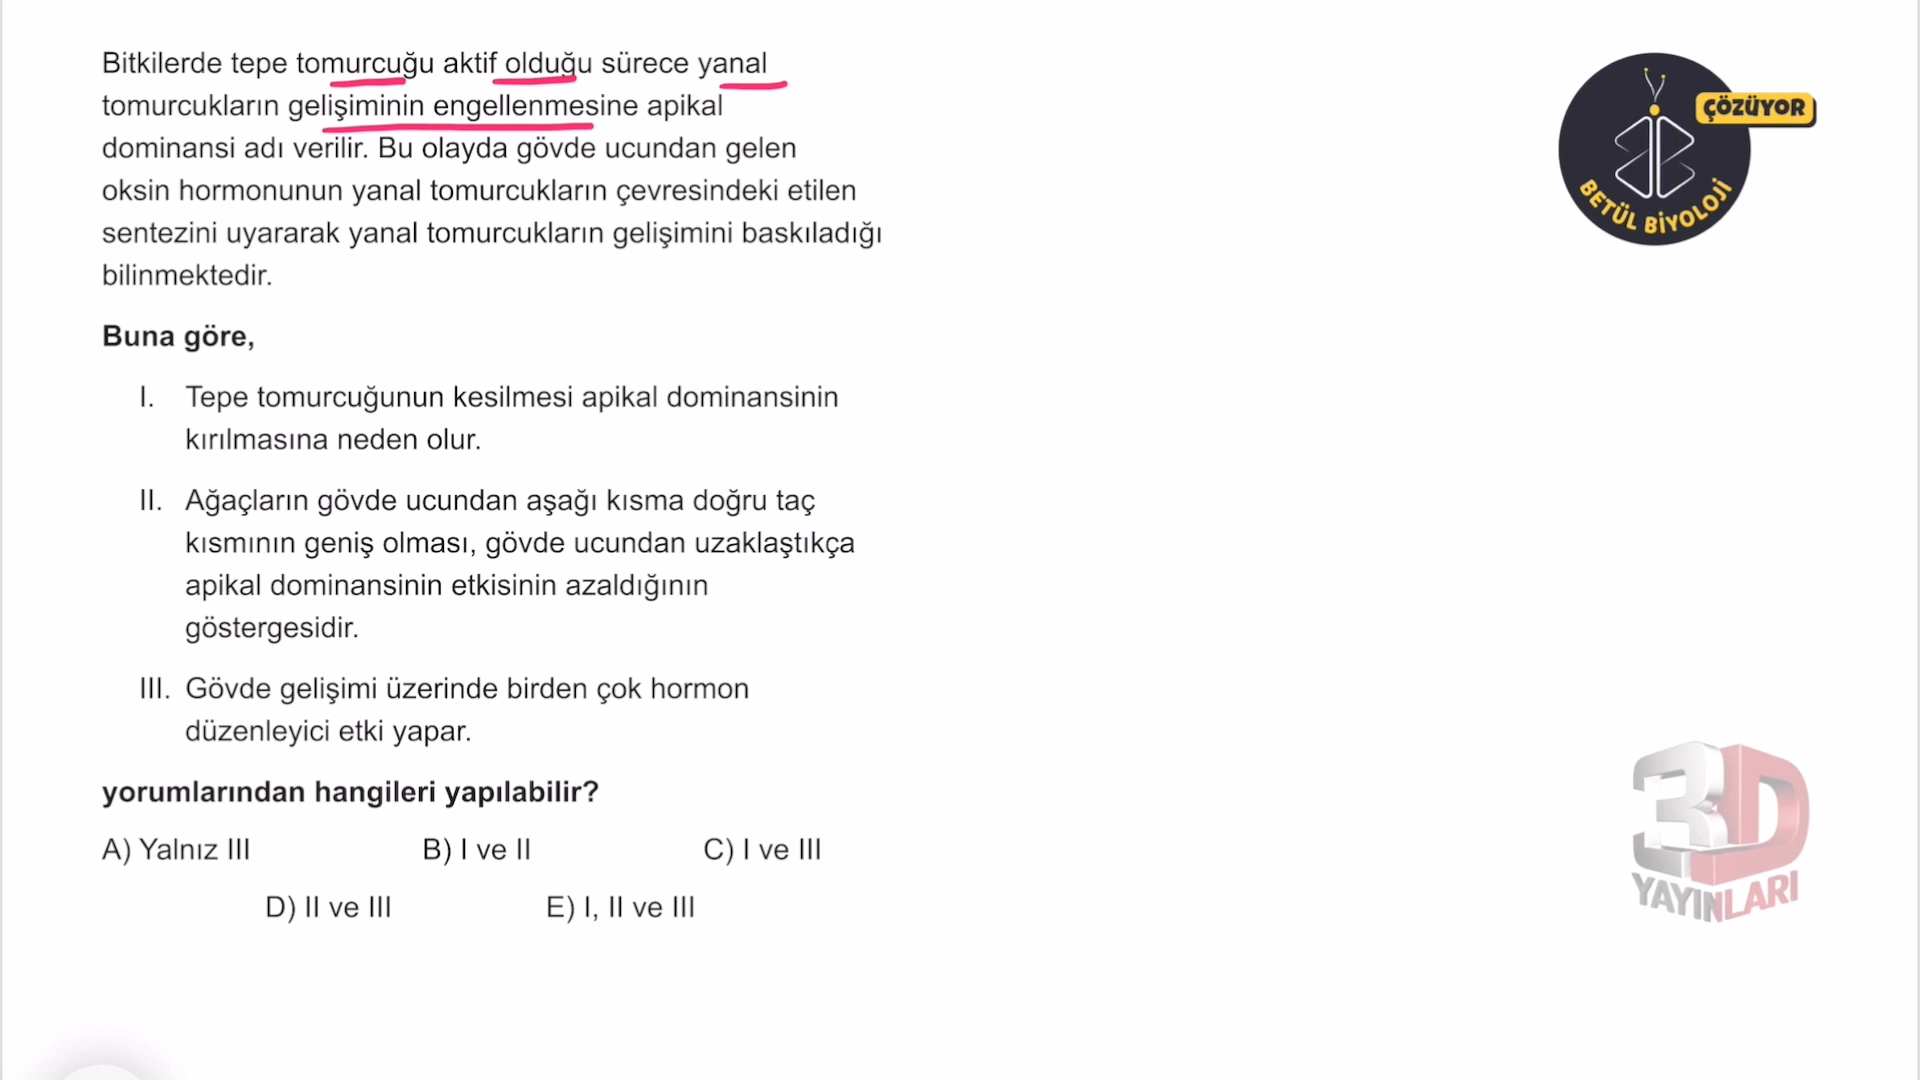 Bitkilerde tepe tomurcuğu aktif olduğu sürece yanal
tomurcukların gelişiminin engellenmesine apikal
dominansi adı verilir. Bu olayda gövde ucundan gelen
oksin hormonunun yanal tomurcukların çevresindeki etilen
sentezini uyararak yanal tomurcukların gelişimini baskıladığı
bilinmektedir.
Buna göre,
I. Tepe tomurcuğunun kesilmesi apikal dominansinin
kırılmasına neden olur.
II. Ağaçların gövde ucundan aşağı kısma doğru taç
kısmının geniş olması, gövde ucundan uzaklaştıkça
apikal dominansinin etkisinin azaldığının
göstergesidir.
III. Gövde gelişimi üzerinde birden çok hormon
düzenleyici etki yapar.
yorumlarından hangileri yapılabilir?
A) Yalnız III B) I ve II C) I ve III
D) II ve III E) I, II ve III
ÇÖZÜYOR
BETÜL BİYOLOJİ
3D
YAYINLARI